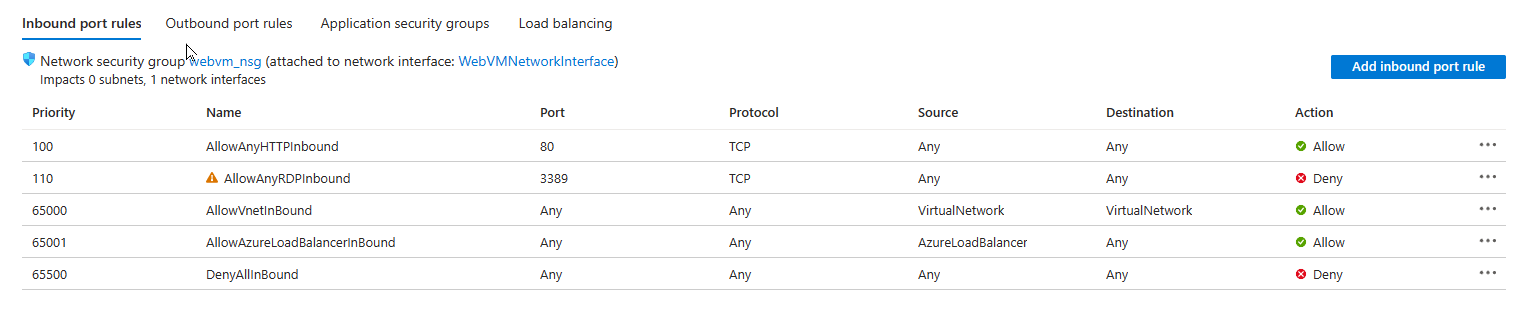 Inbound port rules Outbound port rules Application security groups Load balancing
Network security group webvm_nsg (attached to network interface: WebVMNetworkInterface)
Impacts 0 subnets, 1 network interfaces
Add inbound port rule
Priority Name Port Protocol Source Destination Action
100 AllowAnyHTTPInbound 80 TCP Any Any Allow
110 AllowAnyRDPInbound 3389 TCP Any Any Deny
65000 AllowVnetInBound Any Any VirtualNetwork VirtualNetwork Allow
65001 AllowAzureLoadBalancerInBound Any Any AzureLoadBalancer Any Allow
65500 DenyAllInBound Any Any Any Any Deny